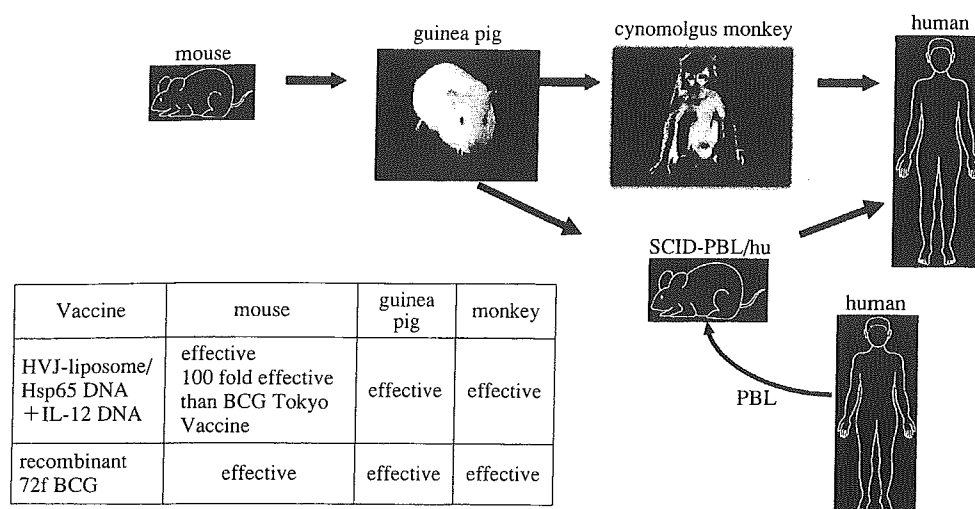 human
cynomolgus monkey
guinea pig
mouse
SCID-PBL/hu
human
PBL
Vaccine
mouse
guinea
pig
monkey
HVJ-liposome/
Hsp65 DNA
+IL-12 DNA
effective
100 fold effective
than BCG Tokyo
Vaccine
effective
effective
recombinant
72f BCG
effective
effective
effective